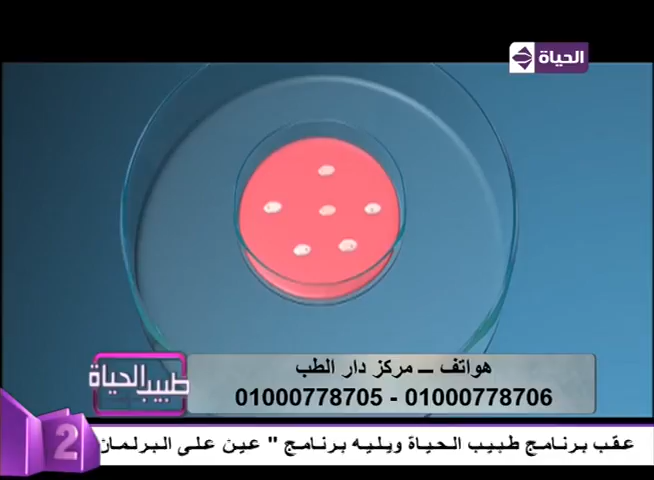 الحياة
هواتف ــ مركز دار الطب
01000778705 - 01000778706
طبيب الحياة
2
عقب برنامج طبيب الحياة ويليه برنامج " عين على البرلمان